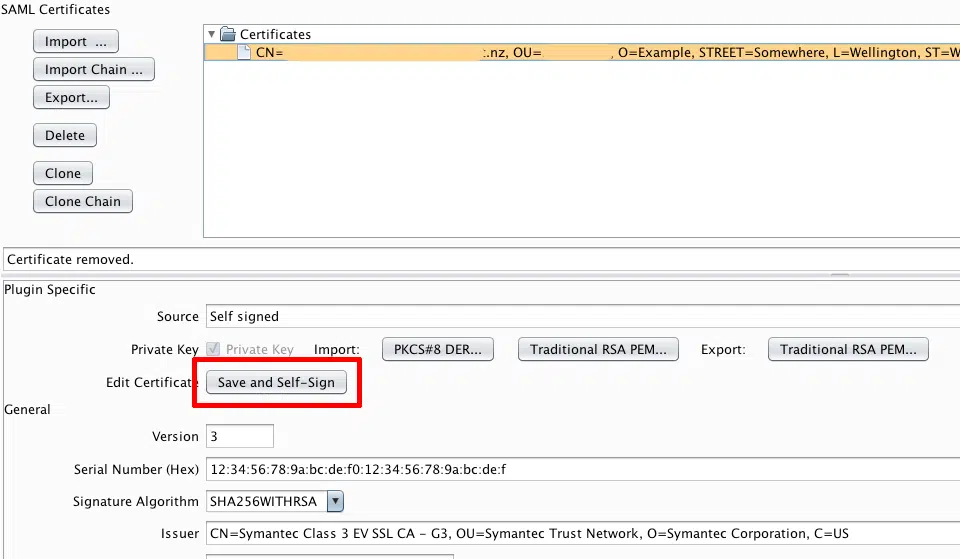 SAML Certificates
Import ...
Import Chain ...
Export...
Delete
Clone
Clone Chain
Certificates
CN= t.nz, OU= , O=Example, STREET=Somewhere, L=Wellington, ST=W
Certificate removed.
Plugin Specific
Source Self signed
Private Key Private Key Import: PKCS#8 DER... Traditional RSA PEM... Export: Traditional RSA PEM...
Edit Certificate Save and Self-Sign
General
Version 3
Serial Number (Hex) 12:34:56:78:9a:bc:de:f0:12:34:56:78:9a:bc:de:f
Signature Algorithm SHA256WITHRSA
Issuer CN=Symantec Class 3 EV SSL CA - G3, OU=Symantec Trust Network, O=Symantec Corporation, C=US